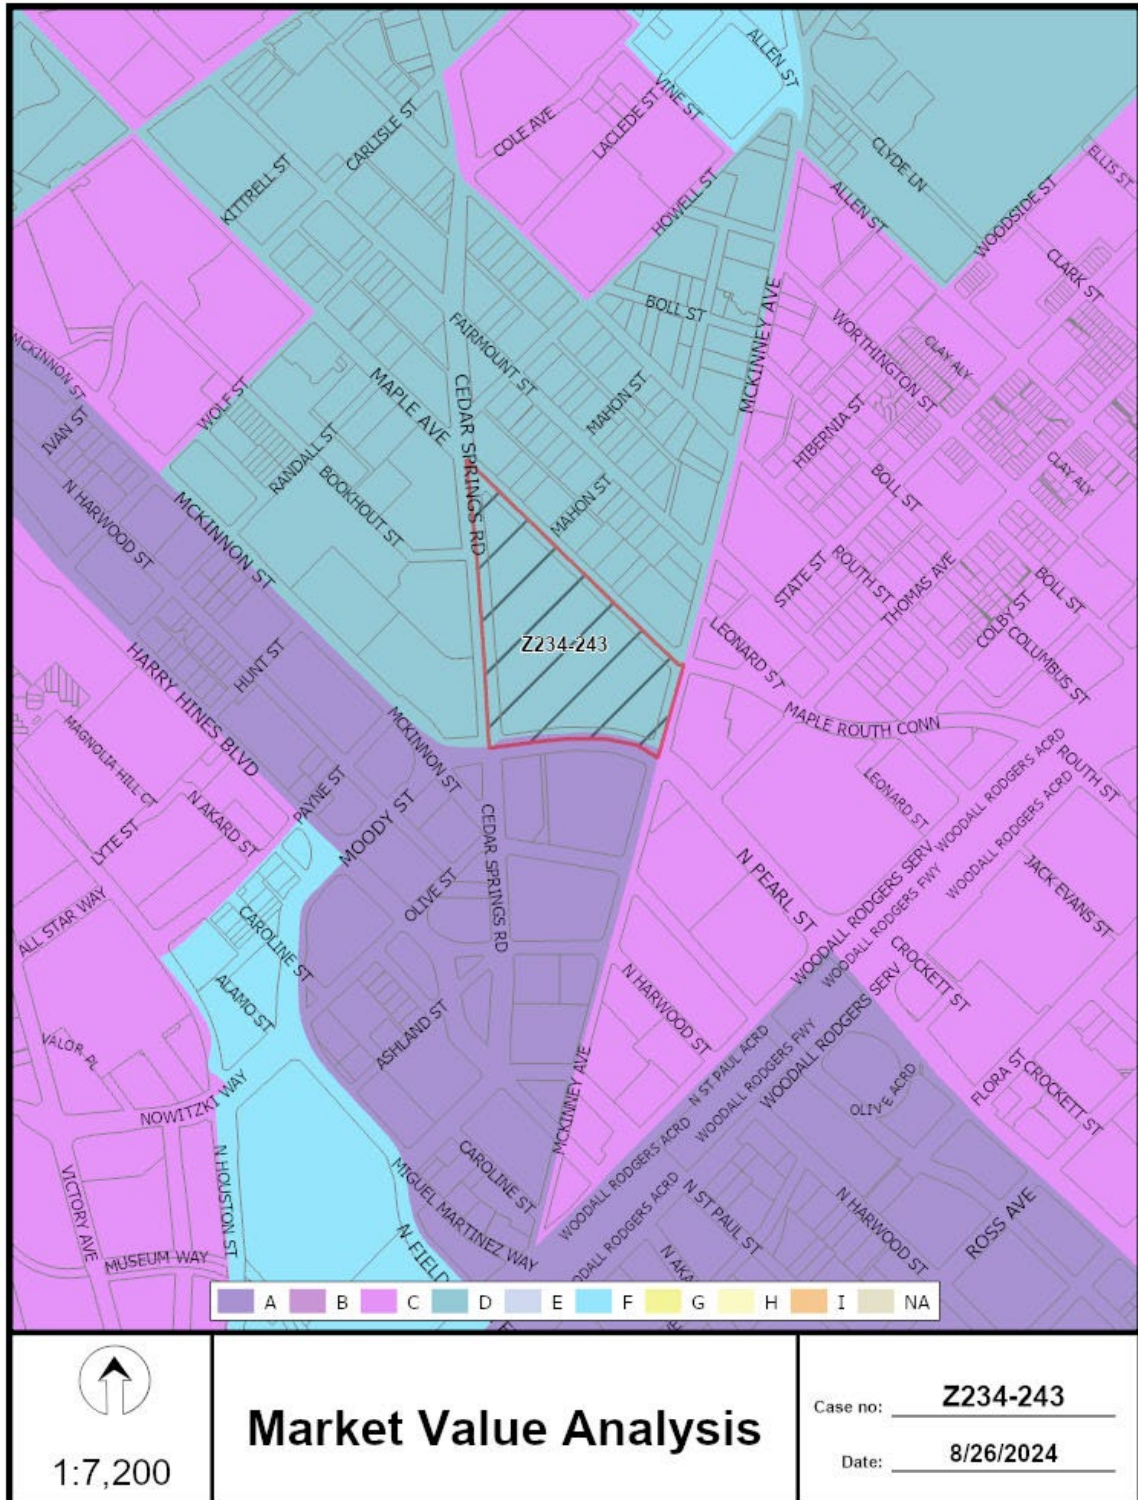 ALLEN ST
VINE ST
CARLISLE ST
COLE AVE
LACLEDE ST
CLYDE LN
ELLIS ST
KITTRELL ST
HOWELL ST
ALLEN ST
WOODSIDE ST
CLARK ST
BOLL ST
MCKINNEY AVE
WORTHINGTON ST
CLAY ALY
MCKINNON ST
FAIRMOUNT ST
MAPLE AVE
CEDAR SPRINGS RD
MAHON ST
WOLF ST
IVAN ST
HIBERNIA ST
RANDALL ST
BOOKHOUT ST
BOLL ST
CLAY ALY
N HARWOOD ST
MCKINNON ST
MAHON ST
STATE ST
ROUTH ST
THOMAS AVE
BOLL ST
COLBY ST
COLUMBUS ST
Z234-243
LEONARD ST
HUNT ST
HARRY HINES BLVD
MAPLE ROUTH CONN
MCKINNON ST
MAGNOLIA HILL CT
PAYNE ST
N AKARD ST
LYTE ST
MOODY ST
CEDAR SPRINGS RD
LEONARD ST
WOODALL RODGERS ACRD
ROUTH ST
WOODALL RODGERS ACRD
N PEARL ST
WOODALL RODGERS SERV
WOODALL RODGERS FWY
JACK EVANS ST
OLIVE ST
ALL STAR WAY
CAROLINE ST
ALAMO ST
CROCKETT ST
WOODALL RODGERS SERV
N HARWOOD ST
ASHLAND ST
VALOR PL
NOWITZKI WAY
MCKINNEY AVE
N ST PAUL ACRD
WOODALL RODGERS FWY
OLIVE ACRD
FLORA ST
CROCKETT ST
WOODALL RODGERS ACRD
VICTORY AVE
N HOUSTON ST
CAROLINE ST
MIGUEL MARTINEZ WAY
N ST PAUL ST
N HARWOOD ST
ROSS AVE
MUSEUM WAY
N FIELD
ODALL RODGERS ACRD
N AKA
A B C D E F G H I NA
1:7,200
Market Value Analysis
Case no: Z234-243
Date: 8/26/2024